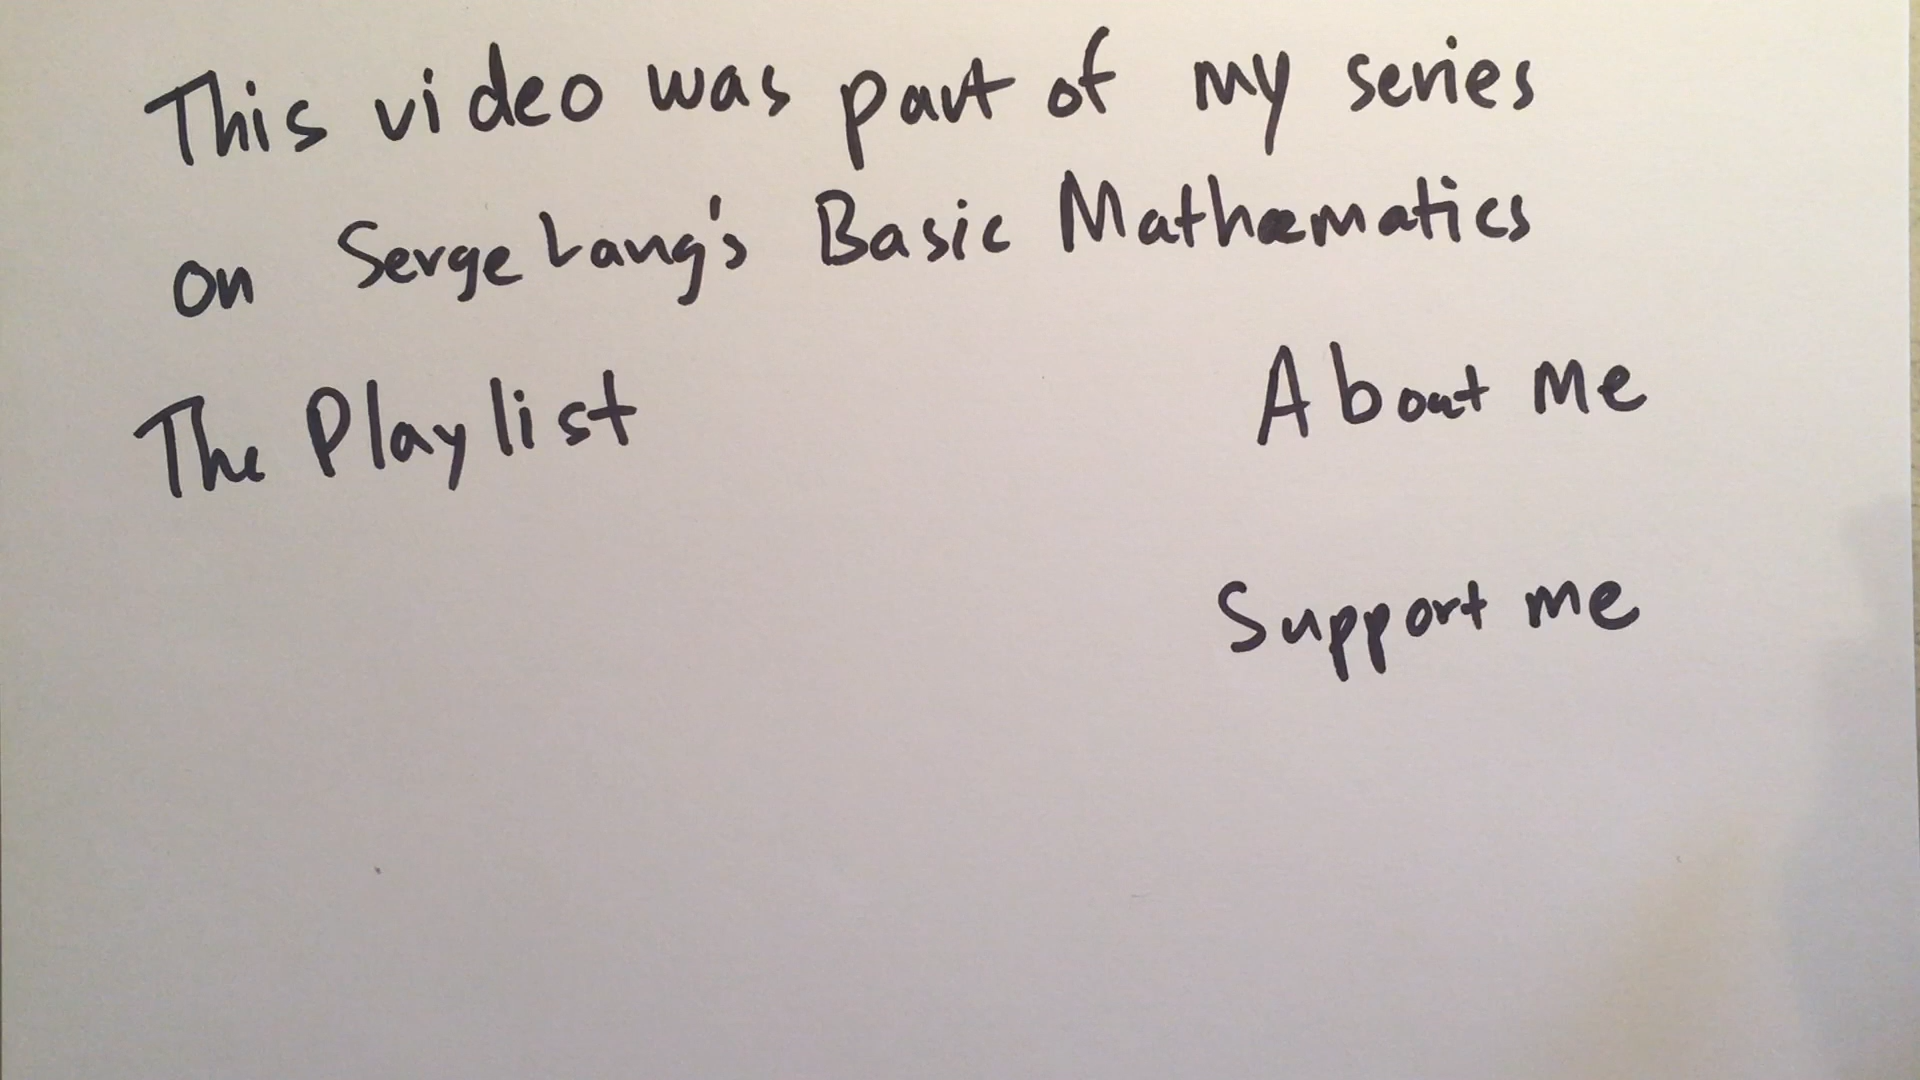 This video was part of my series
on Serge Lang's Basic Mathematics
The Playlist
About me
Support me